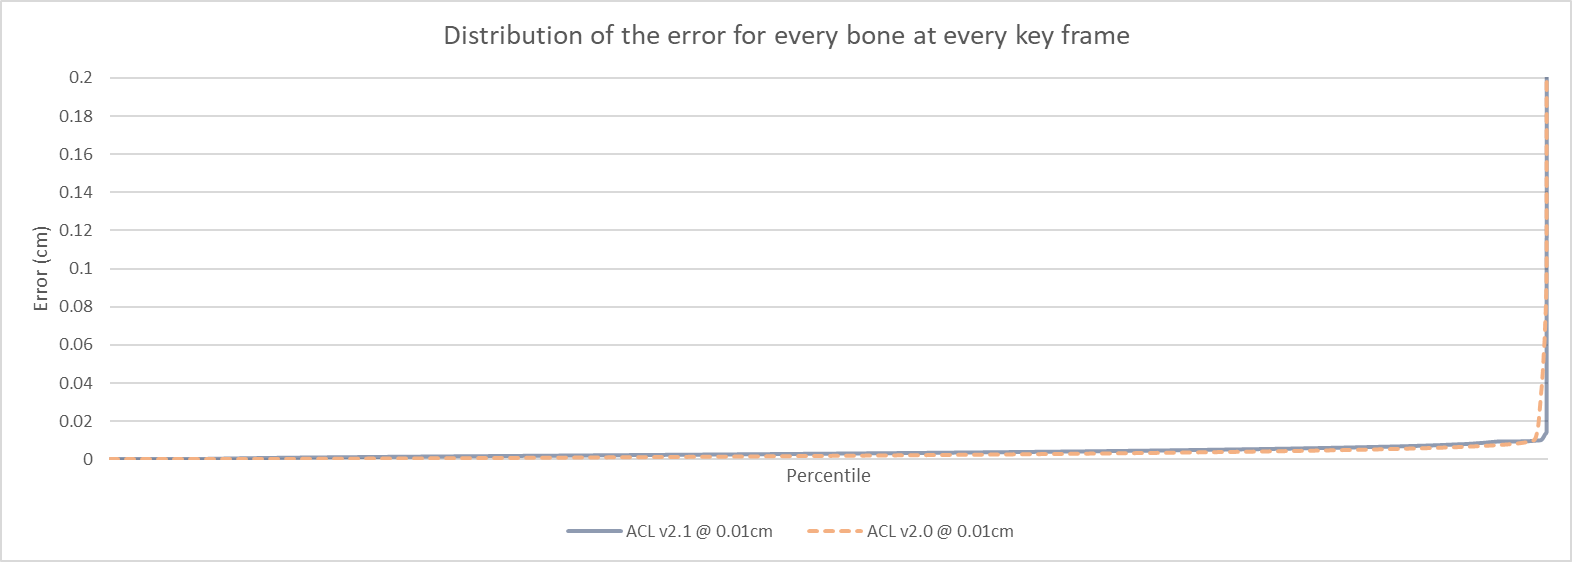 Distribution of the error for every bone at every key frame
0.2
0.18
0.16
0.14
0.12
0.1
0.08
0.06
0.04
0.02
0
Error (cm)
Percentile
ACL v2.1 @ 0.01cm
ACL v2.0 @ 0.01cm